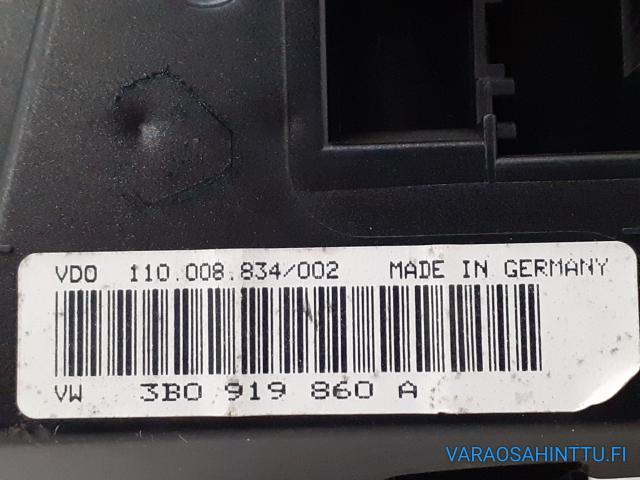 VDO 110.008.834/002 MADE IN GERMANY
VW 3B0 919 860 A
VARAOSAHINTTU.FI